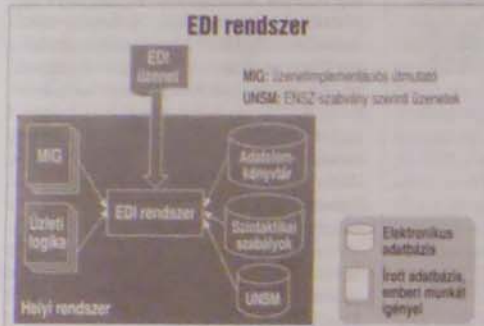 EDI rendszer
EDI
üzenet
MIG: üzenetimplementációs útmutató
UNSM: ENSZ-szabvány szerinti üzenetek
MIG
Adatelem-
könyvtár
EDI rendszer
Üzleti
logika
Szintaktikai
szabályok
UNSM
Helyi rendszer
Elektronikus
adatbázis
Írott adatbázis,
emberi munkát
igényel